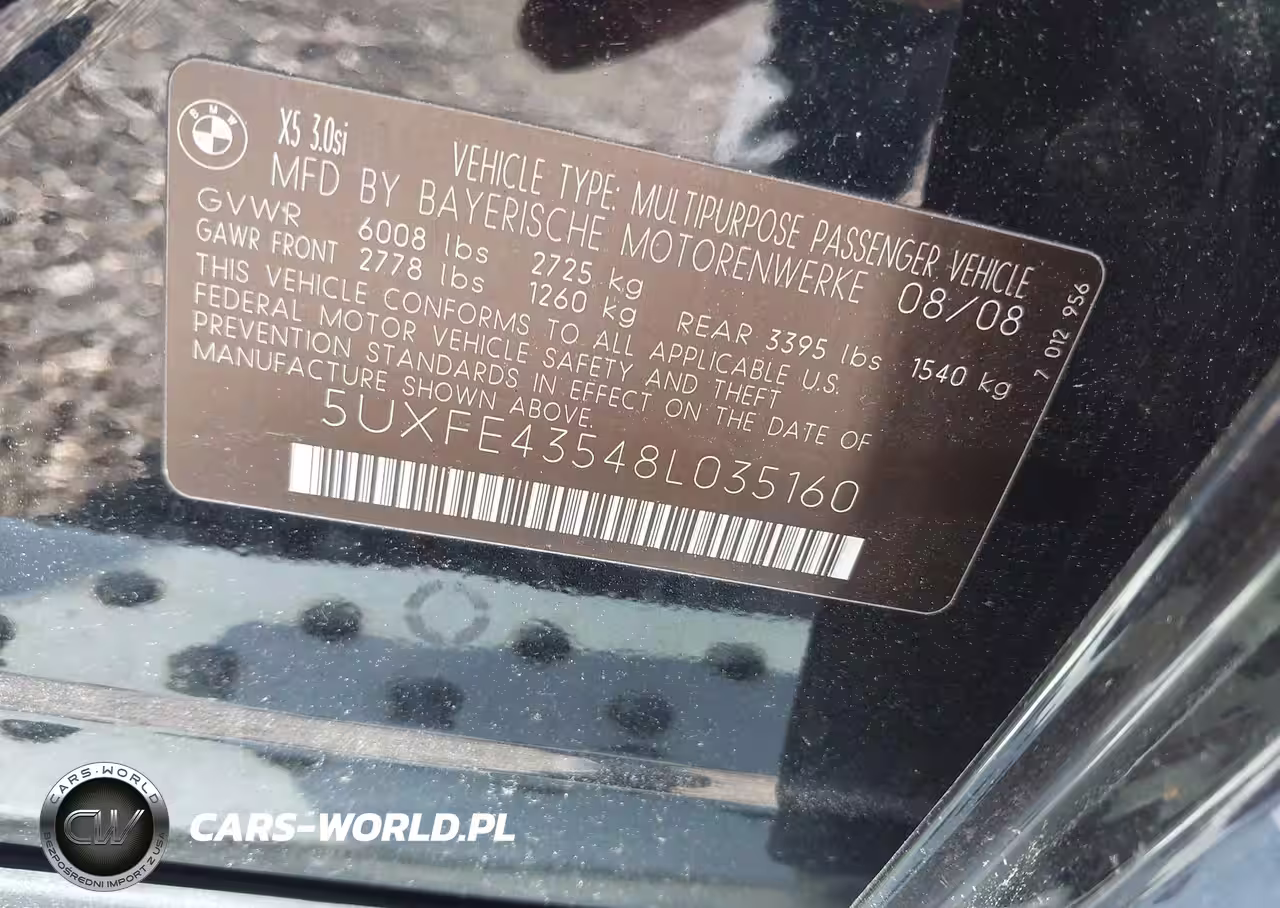 BMW
X5 3.0si
VEHICLE TYPE: MULTIPURPOSE PASSENGER VEHICLE
MFD BY BAYERISCHE MOTORENWERKE 08/08
GVWR 6008 lbs 2725 kg
GAWR FRONT 2778 lbs 1260 kg REAR 3395 lbs 1540 kg
THIS VEHICLE CONFORMS TO ALL APPLICABLE U.S.
FEDERAL MOTOR VEHICLE SAFETY AND THEFT
PREVENTION STANDARDS IN EFFECT ON THE DATE OF
MANUFACTURE SHOWN ABOVE.
5UXFE43548L035160
7 012 956
CARS-WORLD
CW
BEZPOŚREDNI IMPORT Z USA
CARS-WORLD.PL